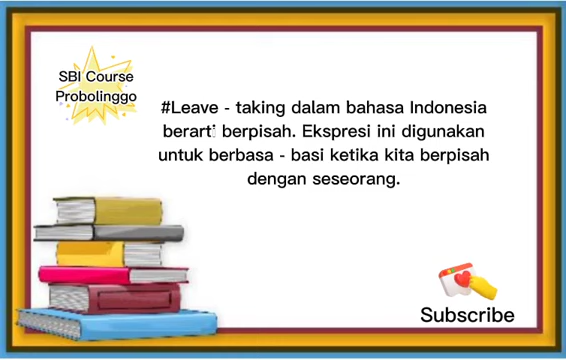 SBI Course
Probolinggo
#Leave - taking dalam bahasa Indonesia
berarti berpisah. Ekspresi ini digunakan
untuk berbasa - basi ketika kita berpisah
dengan seseorang.
Subscribe